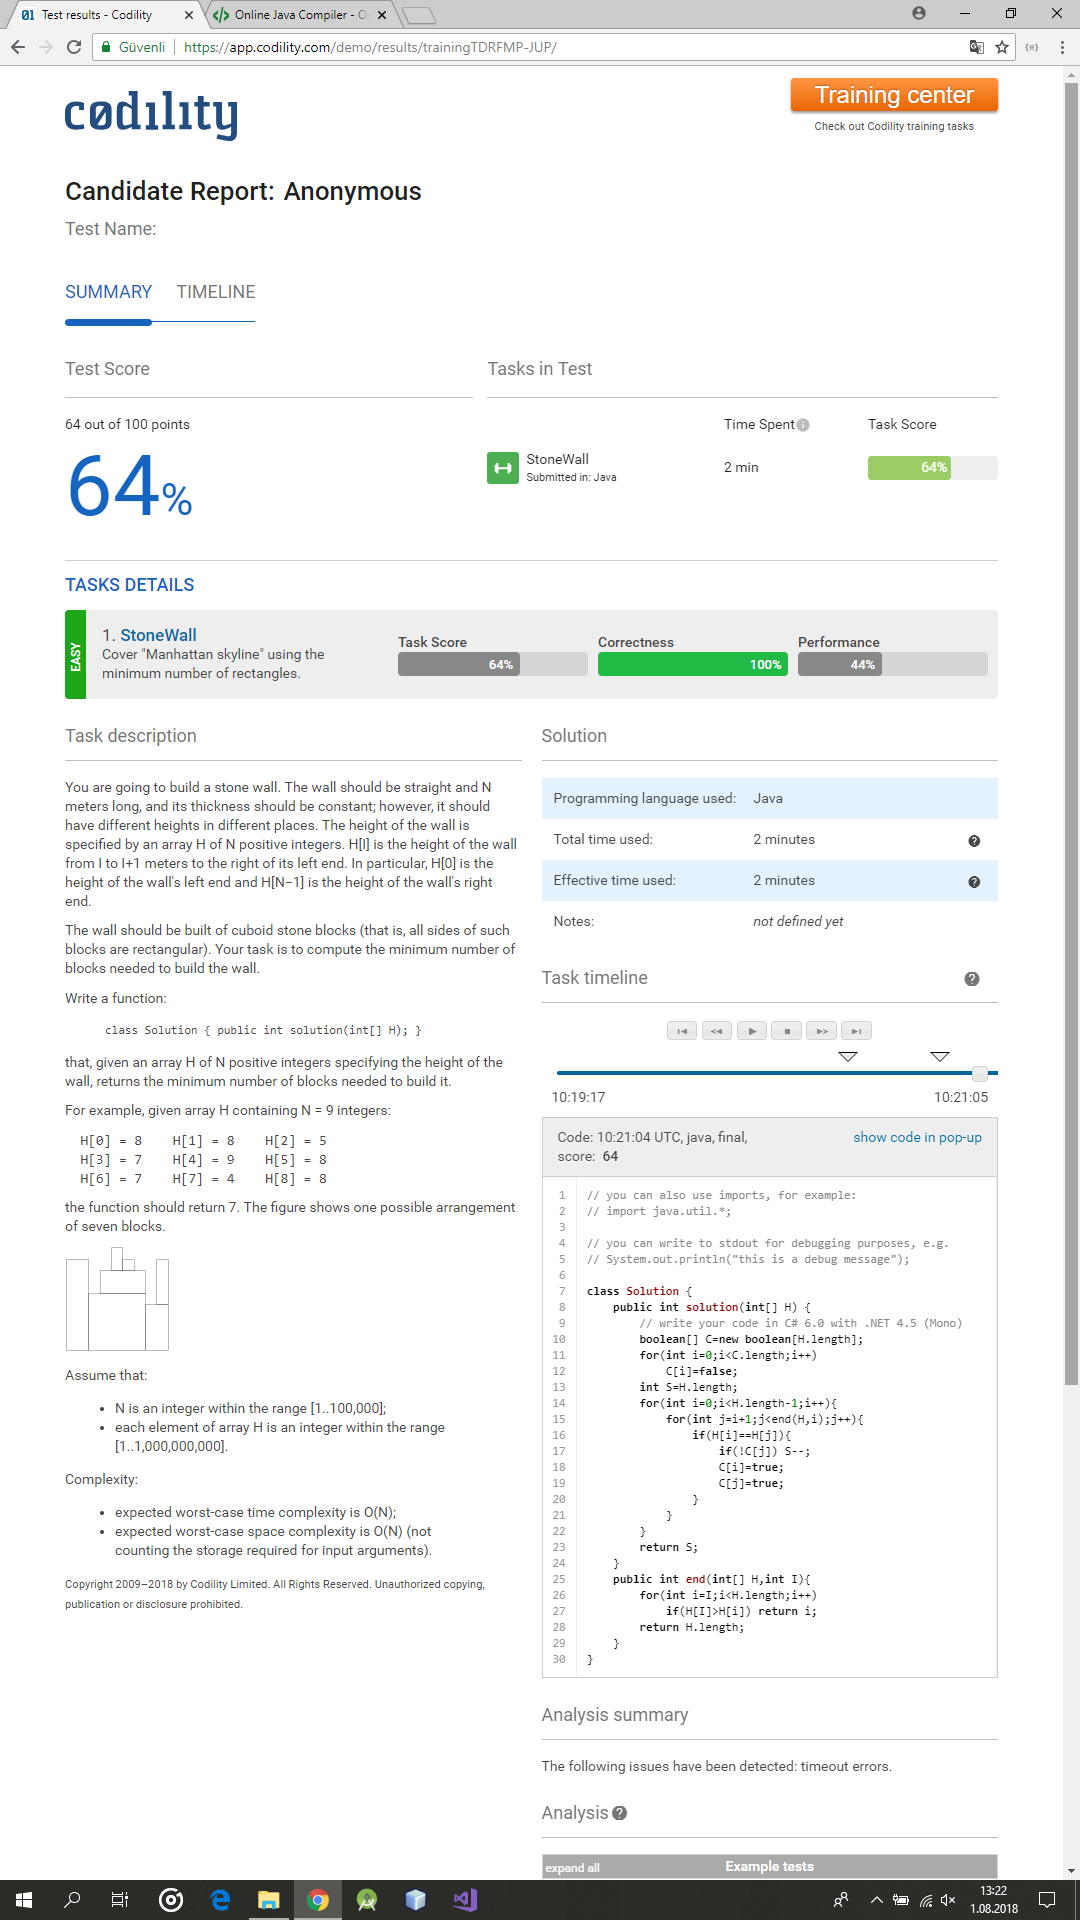 Test results - Codility
Online Java Compiler - O
Güvenli
https://app.codility.com/demo/results/trainingTDRFMP-JUP/
codility
Training center
Check out Codility training tasks
Candidate Report: Anonymous
Test Name:
SUMMARY TIMELINE
Test Score
64 out of 100 points
64%
Tasks in Test
Time Spent
Task Score
StoneWall
Submitted in: Java
2 min
64%
TASKS DETAILS
EASY
1. StoneWall
Cover "Manhattan skyline" using the
minimum number of rectangles.
Task Score
64%
Correctness
100%
Performance
44%
Task description
You are going to build a stone wall. The wall should be straight and N
meters long, and its thickness should be constant; however, it should
have different heights in different places. The height of the wall is
specified by an array H of N positive integers. H[I] is the height of the wall
from I to I+1 meters to the right of its left end. In particular, H[0] is the
height of the wall's left end and H[N−1] is the height of the wall's right
end.
The wall should be built of cuboid stone blocks (that is, all sides of such
blocks are rectangular). Your task is to compute the minimum number of
blocks needed to build the wall.
Write a function:
class Solution { public int solution(int[] H); }
that, given an array H of N positive integers specifying the height of the
wall, returns the minimum number of blocks needed to build it.
For example, given array H containing N = 9 integers:
H[0] = 8 H[1] = 8 H[2] = 5
H[3] = 7 H[4] = 9 H[5] = 8
H[6] = 7 H[7] = 4 H[8] = 8
the function should return 7. The figure shows one possible arrangement
of seven blocks.
Assume that:
• N is an integer within the range [1..100,000];
• each element of array H is an integer within the range
[1..1,000,000,000].
Complexity:
• expected worst-case time complexity is O(N);
• expected worst-case space complexity is O(N) (not
counting the storage required for input arguments).
Copyright 2009–2018 by Codility Limited. All Rights Reserved. Unauthorized copying,
publication or disclosure prohibited.
Solution
Programming language used: Java
Total time used: 2 minutes
Effective time used: 2 minutes
Notes: not defined yet
Task timeline
10:19:17
10:21:05
Code: 10:21:04 UTC, java, final,
score: 64
show code in pop-up
1 // you can also use imports, for example:
2 // import java.util.*;
3
4 // you can write to stdout for debugging purposes, e.g.
5 // System.out.println("this is a debug message");
6
7 class Solution {
8 public int solution(int[] H) {
9 // write your code in C# 6.0 with .NET 4.5 (Mono)
10 boolean[] C=new boolean[H.length];
11 for(int i=0;i<C.length;i++)
12 C[i]=false;
13 int S=H.length;
14 for(int i=0;i<H.length-1;i++){
15 for(int j=i+1;j<end(H,i);j++){
16 if(H[i]==H[j]){
17 if(!C[j]) S--;
18 C[i]=true;
19 C[j]=true;
20 }
21 }
22 }
23 return S;
24 }
25 public int end(int[] H,int I){
26 for(int i=I;i<H.length;i++)
27 if(H[I]>H[i]) return i;
28 return H.length;
29 }
30 }
Analysis summary
The following issues have been detected: timeout errors.
Analysis
expand all
Example tests
13:22
1.08.2018